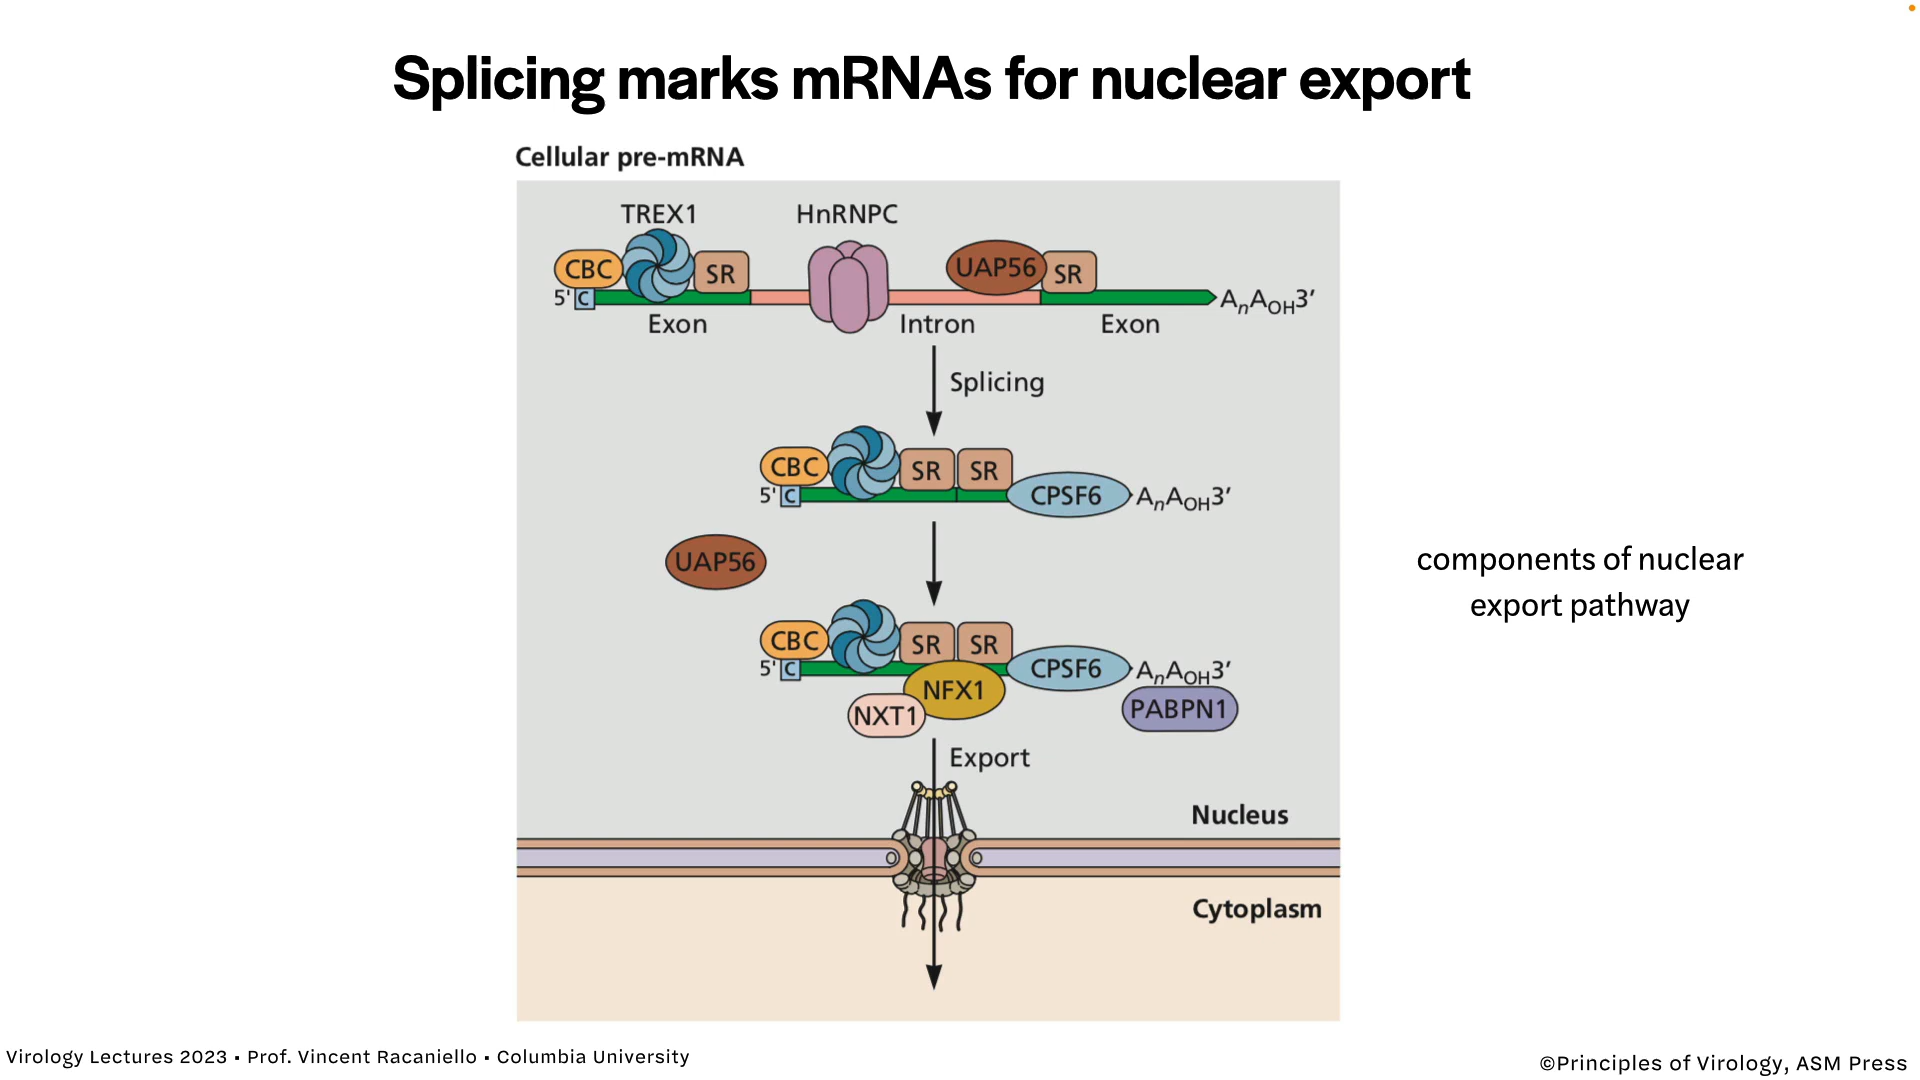 Splicing marks mRNAs for nuclear export
Cellular pre-mRNA
TREX1 HnRNPC
CBC SR UAP56 SR
5' C AnAOH3′
Exon Intron Exon
Splicing
CBC SR SR
5' C CPSF6 AnAOH3′
UAP56
components of nuclear
export pathway
CBC SR SR
5' C CPSF6 AnAOH3′
NFX1
NXT1 PABPN1
Export
Nucleus
Cytoplasm
Virology Lectures 2023 • Prof. Vincent Racaniello • Columbia University
©Principles of Virology, ASM Press